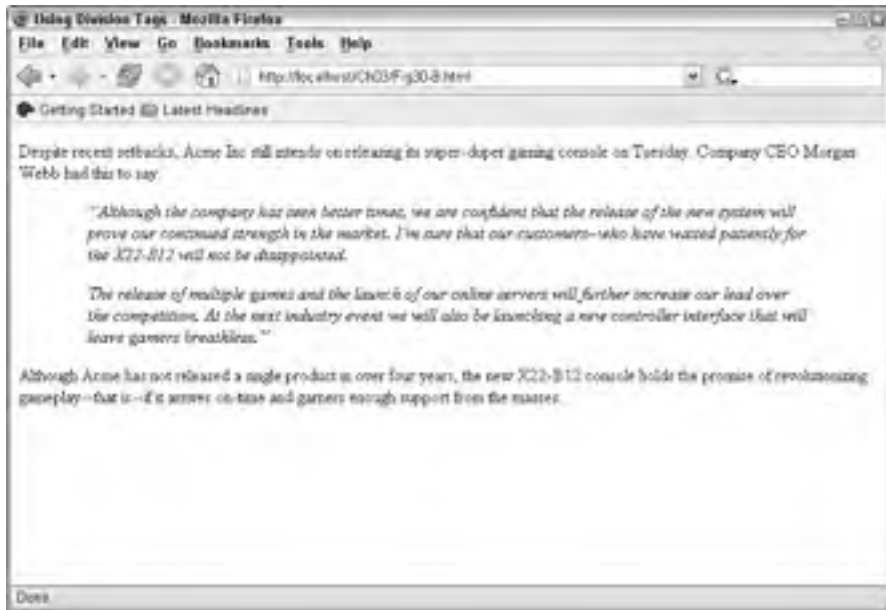 Using Division Tags - Mozilla Firefox
File Edit View Go Bookmarks Tools Help
http://localhost/Ch03/Fig30-8.html
Getting Started Latest Headlines
Despite recent setbacks, Acme Inc still intends on releasing its super-duper gaming console on Tuesday. Company CEO Morgan
Webb had this to say
"Although the company has seen better times, we are confident that the release of the new system will
prove our continued strength in the market. I'm sure that our customers--who have waited patiently for
the X22-B12 will not be disappointed.
The release of multiple games and the launch of our online servers will further increase our lead over
the competition. At the next industry event we will also be launching a new controller interface that will
leave gamers breathless."
Although Acme has not released a single product in over four years, the new X22-B12 console holds the promise of revolutionizing
gameplay--that is--if it arrives on-time and garners enough support from the masses.
Done